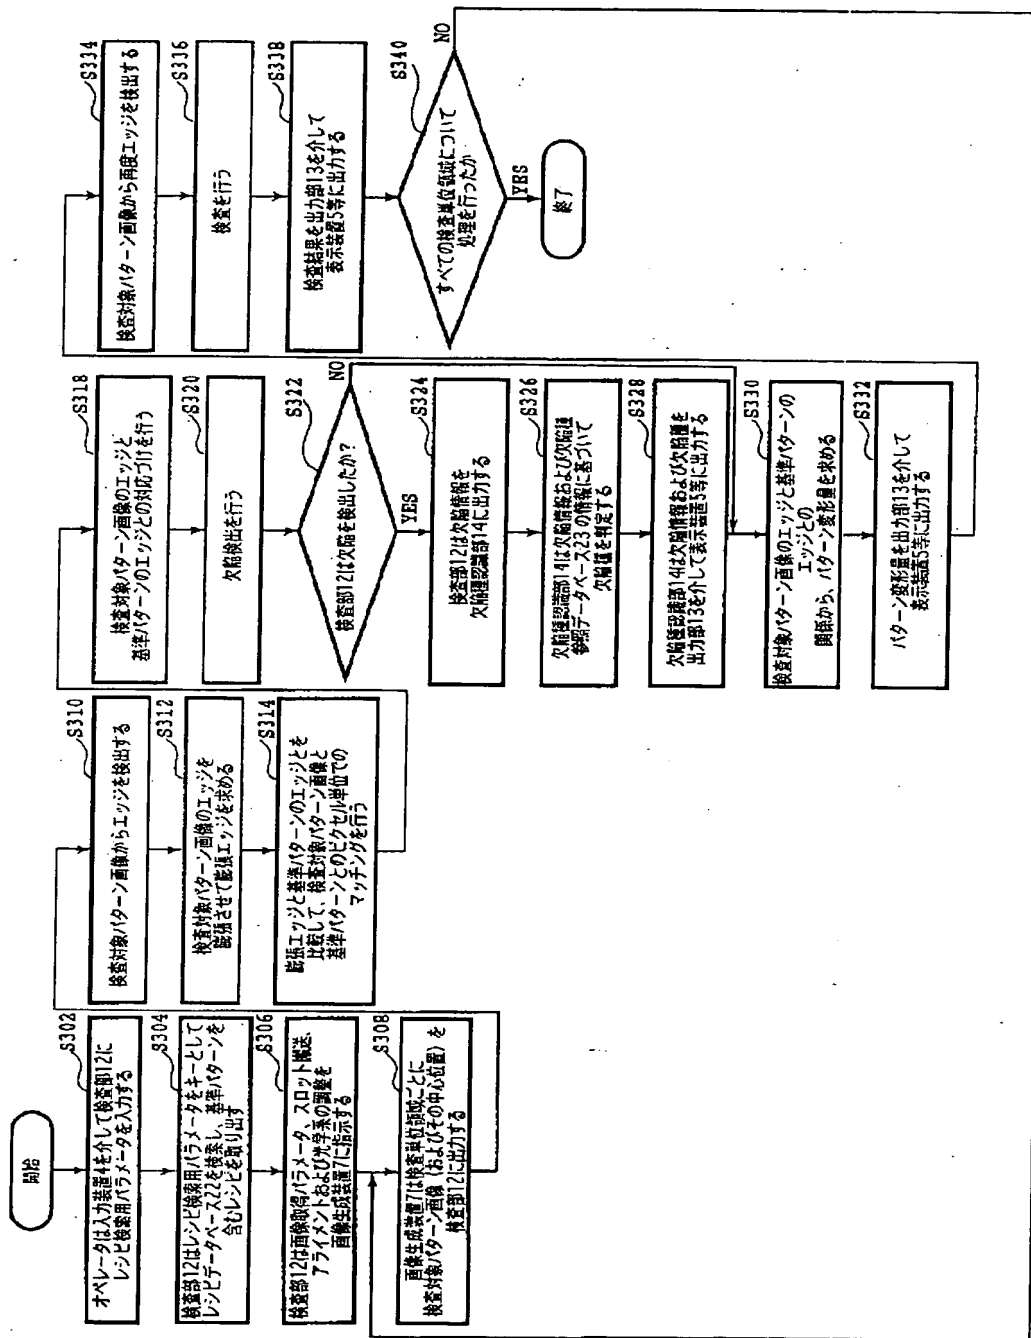 開始
S302
オペレータは入力装置4を介して検査部12に
レシピ検索用パラメータを入力する
S304
検査部12はレシピ検索用パラメータをキーとして
レシピデータベース22を検索し、基準パターンを
含むレシピを取り出す
S306
検査部12は画像取得パラメータ、スロット搬送、
アライメントおよび光学系の調整を
画像生成装置7に指示する
S308
画像生成装置7は検査単位領域ごとに
検査対象パターン画像(およびその中心位置)を
検査部12に出力する
S310
検査対象パターン画像からエッジを検出する
S312
検査対象パターン画像のエッジを
膨張させて膨張エッジを求める
S314
膨張エッジと基準パターンのエッジとを
比較して、検査対象パターン画像と
基準パターンとのピクセル単位での
マッチングを行う
S318
検査対象パターン画像のエッジと
基準パターンのエッジとの対応づけを行う
S320
欠陥検出を行う
S322
検査部12は欠陥を検出したか?
NO
YES
S324
検査部12は欠陥情報を
欠陥種認識部14に出力する
S326
欠陥種認識部14は欠陥情報および欠陥種
参照データベース23の情報に基づいて
欠陥種を判定する
S328
欠陥種認識部14は欠陥情報および欠陥種を
出力部13を介して表示装置5等に出力する
S330
検査対象パターン画像のエッジと基準パターンの
エッジとの
関係から、パターン変形量を求める
S332
パターン変形量を出力部13を介して
表示装置5等に出力する
S334
検査対象パターン画像から再度エッジを検出する
S336
検査を行う
S338
検査結果を出力部13を介して
表示装置5等に出力する
S340
すべての検査単位領域について
処理を行ったか
NO
YES
終了